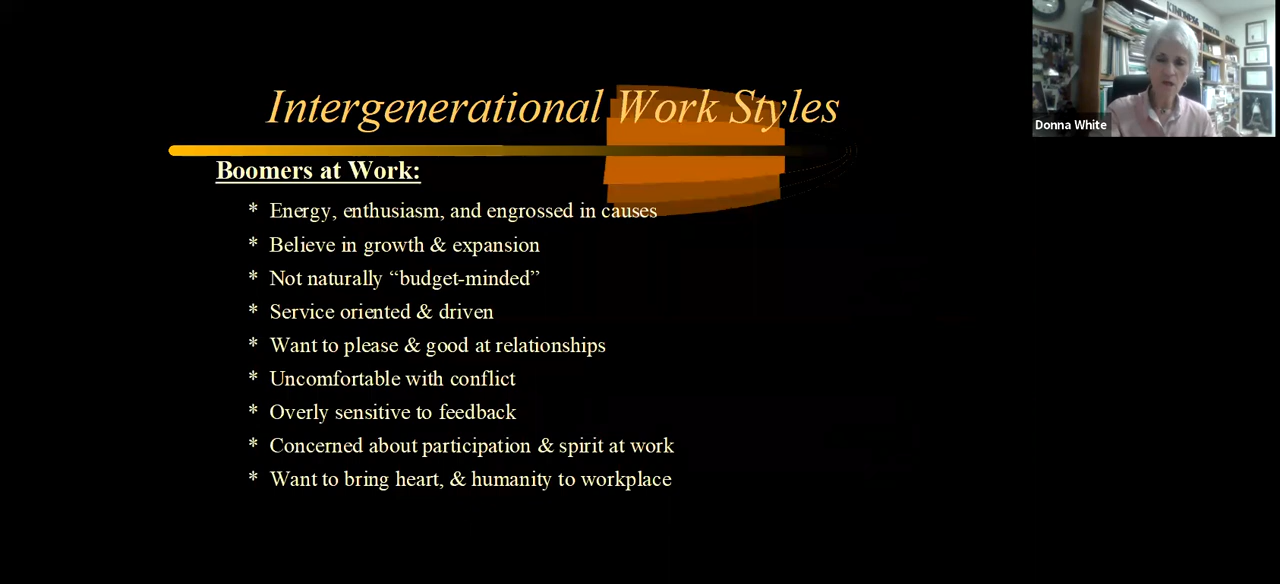 Intergenerational Work Styles
Boomers at Work:
* Energy, enthusiasm, and engrossed in causes
* Believe in growth & expansion
* Not naturally “budget-minded”
* Service oriented & driven
* Want to please & good at relationships
* Uncomfortable with conflict
* Overly sensitive to feedback
* Concerned about participation & spirit at work
* Want to bring heart, & humanity to workplace
KINDNESS
Donna White